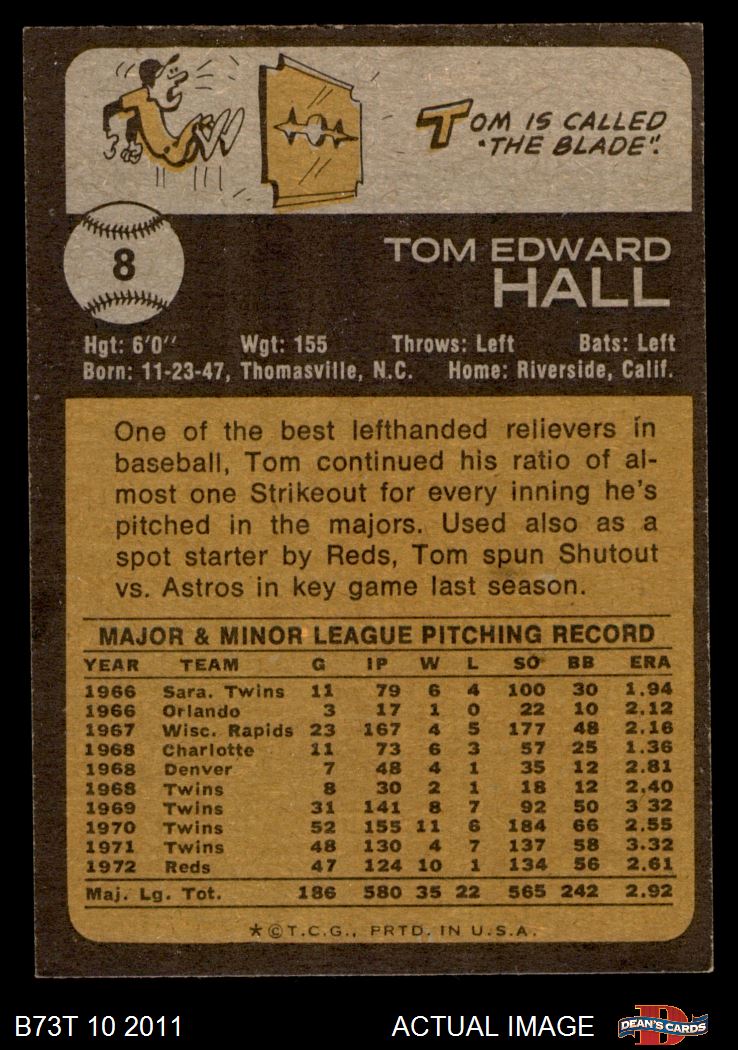 TOM IS CALLED
"THE BLADE".
8
TOM EDWARD
HALL
Hgt: 6'0" Wgt: 155 Throws: Left Bats: Left
Born: 11-23-47, Thomasville, N.C. Home: Riverside, Calif.
One of the best lefthanded relievers in
baseball, Tom continued his ratio of al-
most one Strikeout for every inning he's
pitched in the majors. Used also as a
spot starter by Reds, Tom spun Shutout
vs. Astros in key game last season.
MAJOR & MINOR LEAGUE PITCHING RECORD
YEAR TEAM G IP W L SO BB ERA
1966 Sara. Twins 11 79 6 4 100 30 1.94
1966 Orlando 3 17 1 0 22 10 2.12
1967 Wisc. Rapids 23 167 4 5 177 48 2.16
1968 Charlotte 11 73 6 3 57 25 1.36
1968 Denver 7 48 4 1 35 12 2.81
1968 Twins 8 30 2 1 18 12 2.40
1969 Twins 31 141 8 7 92 50 3 32
1970 Twins 52 155 11 6 184 66 2.55
1971 Twins 48 130 4 7 137 58 3.32
1972 Reds 47 124 10 1 134 56 2.61
Maj. Lg. Tot. 186 580 35 22 565 242 2.92
*©T.C.G., PRTD. IN U.S.A.
B73T 10 2011 ACTUAL IMAGE DEAN'S CARDS